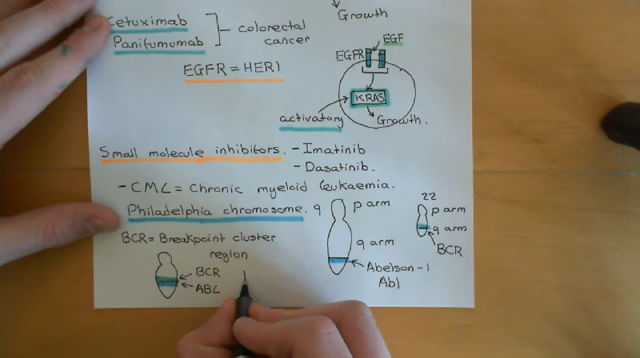 Growth
Cetuximab
Panitumumab
colorectal
cancer
EGFR = HER1
EGF
EGFR
KRAS
activatory
Growth.
Small molecule inhibitors. - Imatinib
- Dasatinib.
- CML = Chronic myeloid leukaemia.
Philadelphia chromosome.
9
p arm
q arm
Abelson-1
Abl
22
p arm
q arm
BCR
BCR = Breakpoint cluster
region
BCR
ABL